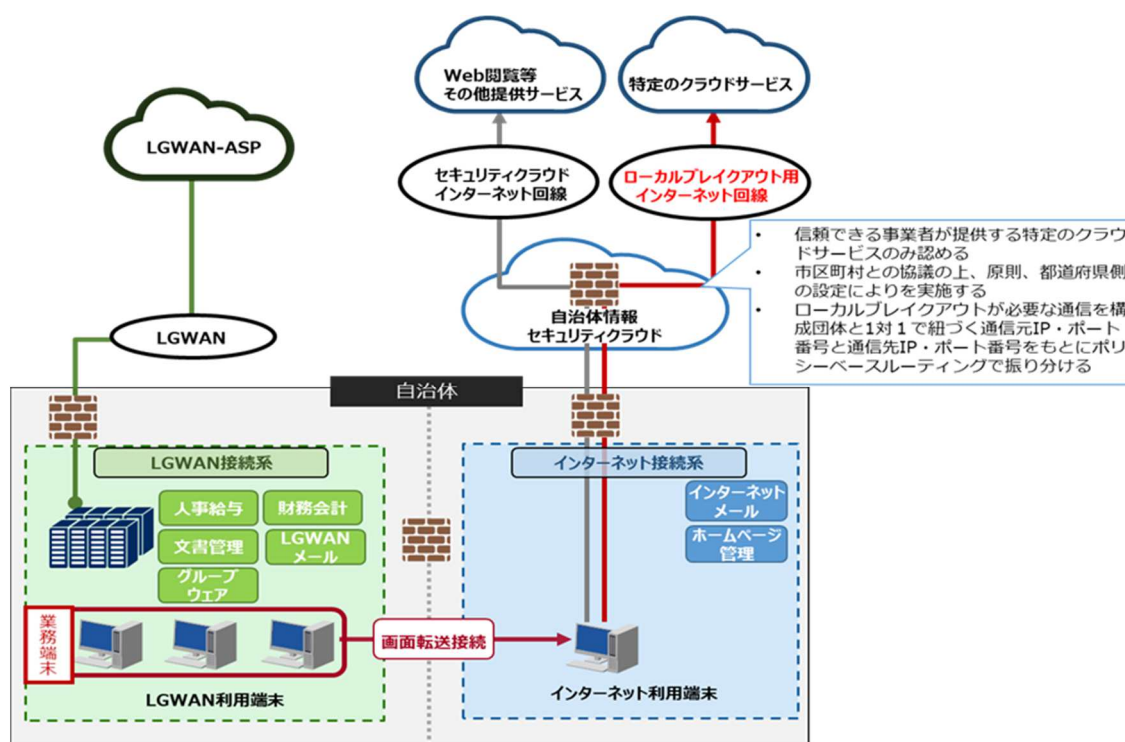 Web閲覧等
その他提供サービス
特定のクラウドサービス
LGWAN-ASP
セキュリティクラウド
インターネット回線
ローカルブレイクアウト用
インターネット回線
• 信頼できる事業者が提供する特定のクラウ
ドサービスのみ認める
• 市区町村との協議の上、原則、都道府県側
の設定によりを実施する
• ローカルブレイクアウトが必要な通信を構
成団体と1対１で紐づく通信元IP・ポート
番号と通信先IP・ポート番号をもとにポリ
シーベースルーティングで振り分ける
自治体情報
セキュリティクラウド
LGWAN
自治体
LGWAN接続系
インターネット接続系
人事給与
財務会計
文書管理
LGWAN
メール
グループ
ウェア
インターネット
メール
ホームページ
管理
業務端末
画面転送接続
LGWAN利用端末
インターネット利用端末